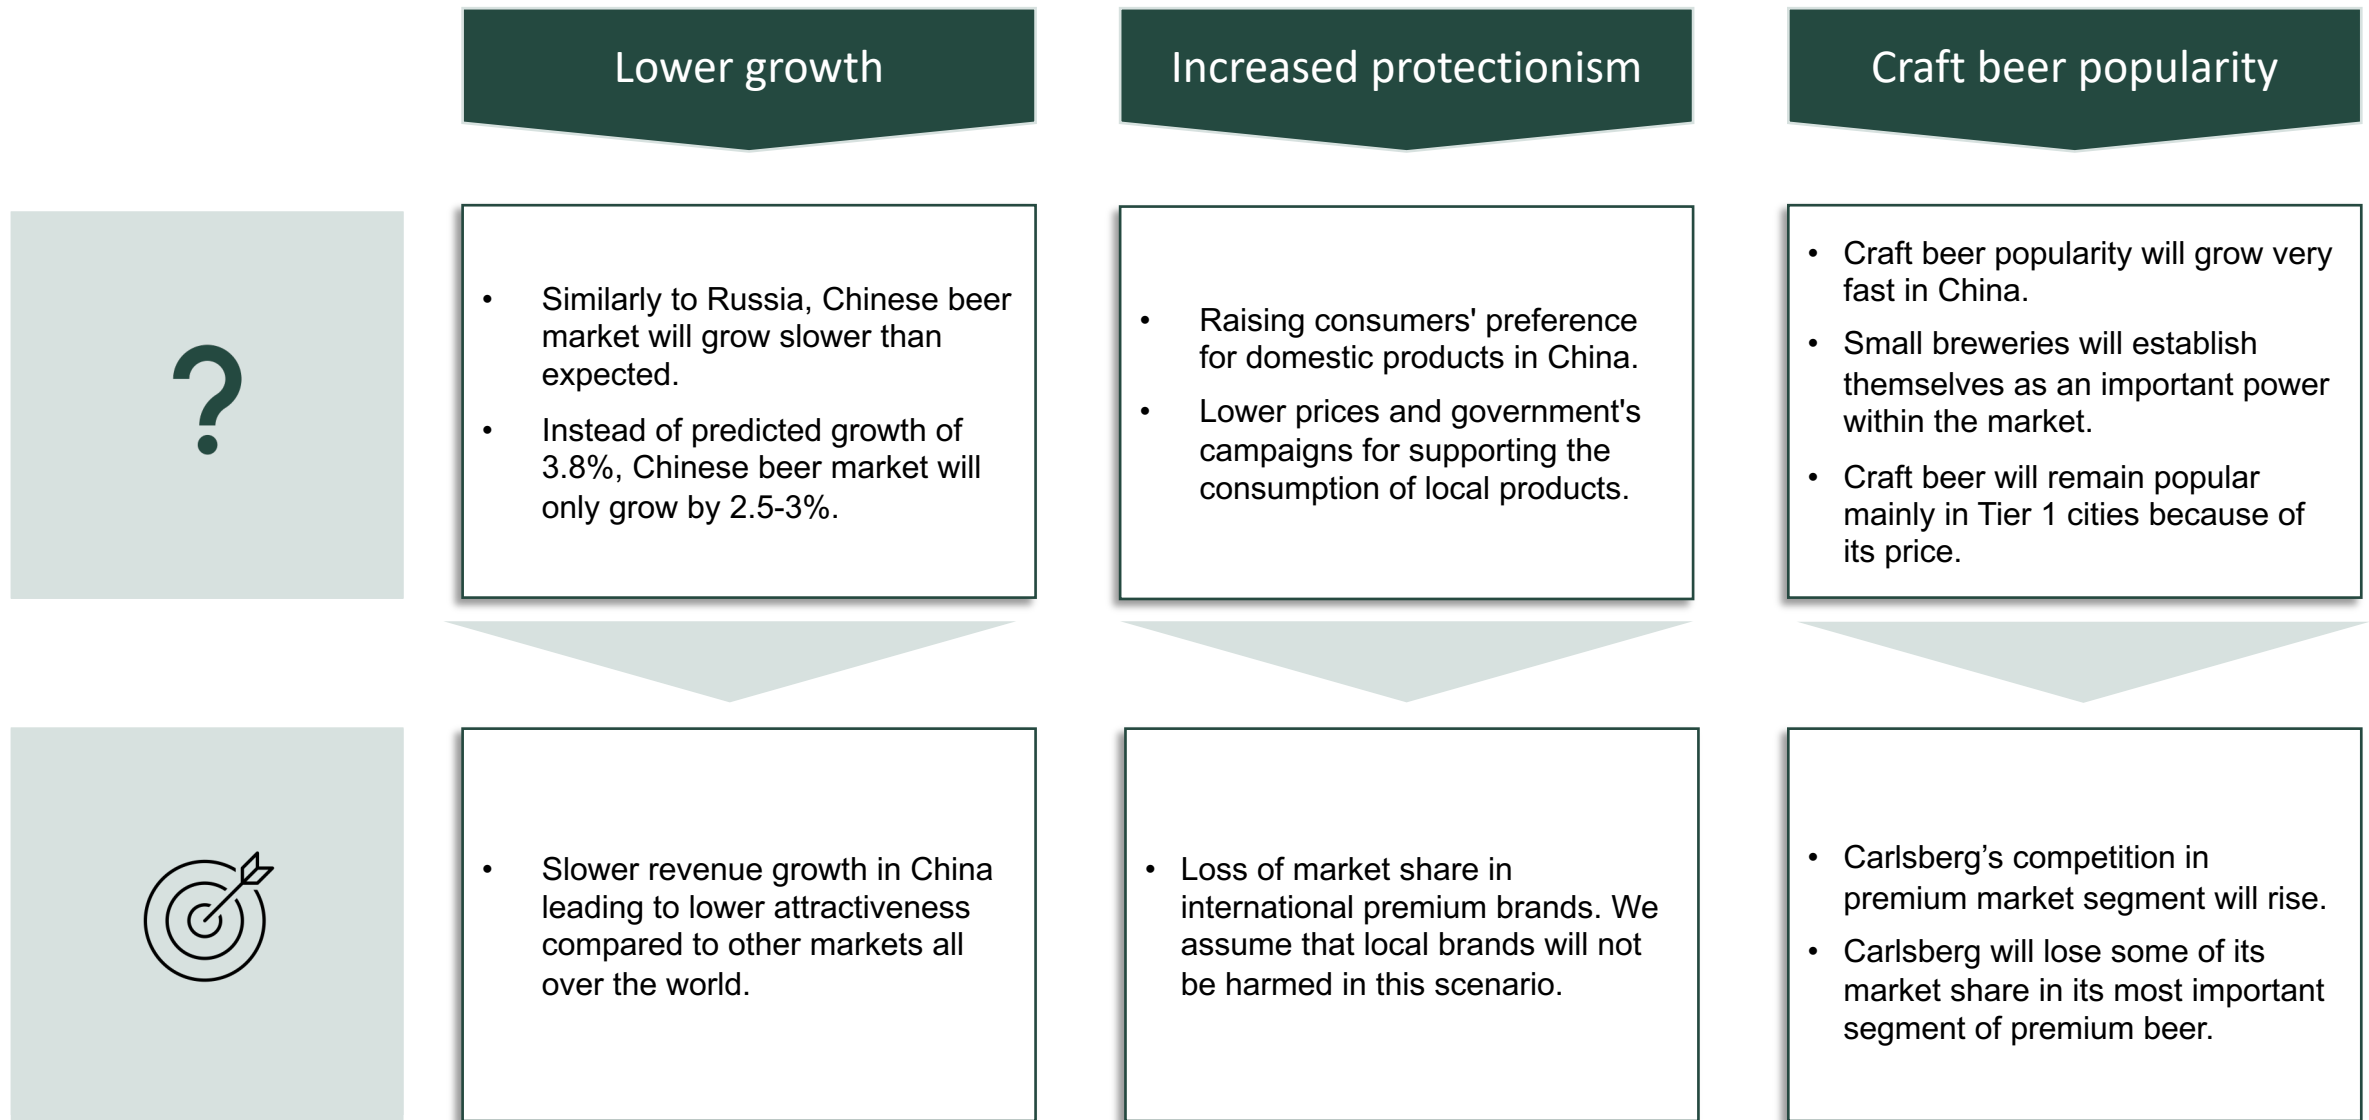 Lower growth
Increased protectionism
Craft beer popularity
?
• Similarly to Russia, Chinese beer
market will grow slower than
expected.
• Instead of predicted growth of
3.8%, Chinese beer market will
only grow by 2.5-3%.
• Raising consumers' preference
for domestic products in China.
• Lower prices and government's
campaigns for supporting the
consumption of local products.
• Craft beer popularity will grow very
fast in China.
• Small breweries will establish
themselves as an important power
within the market.
• Craft beer will remain popular
mainly in Tier 1 cities because of
its price.
• Slower revenue growth in China
leading to lower attractiveness
compared to other markets all
over the world.
• Loss of market share in
international premium brands. We
assume that local brands will not
be harmed in this scenario.
• Carlsberg’s competition in
premium market segment will rise.
• Carlsberg will lose some of its
market share in its most important
segment of premium beer.